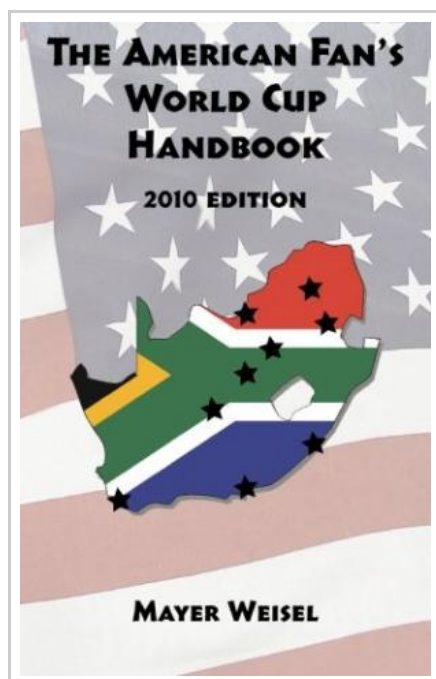 THE AMERICAN FAN'S
WORLD CUP
HANDBOOK
2010 EDITION
MAYER WEISEL